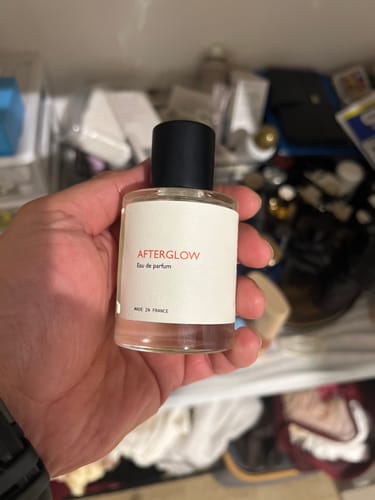 AFTERGLOW
Eau de parfum
MADE IN FRANCE